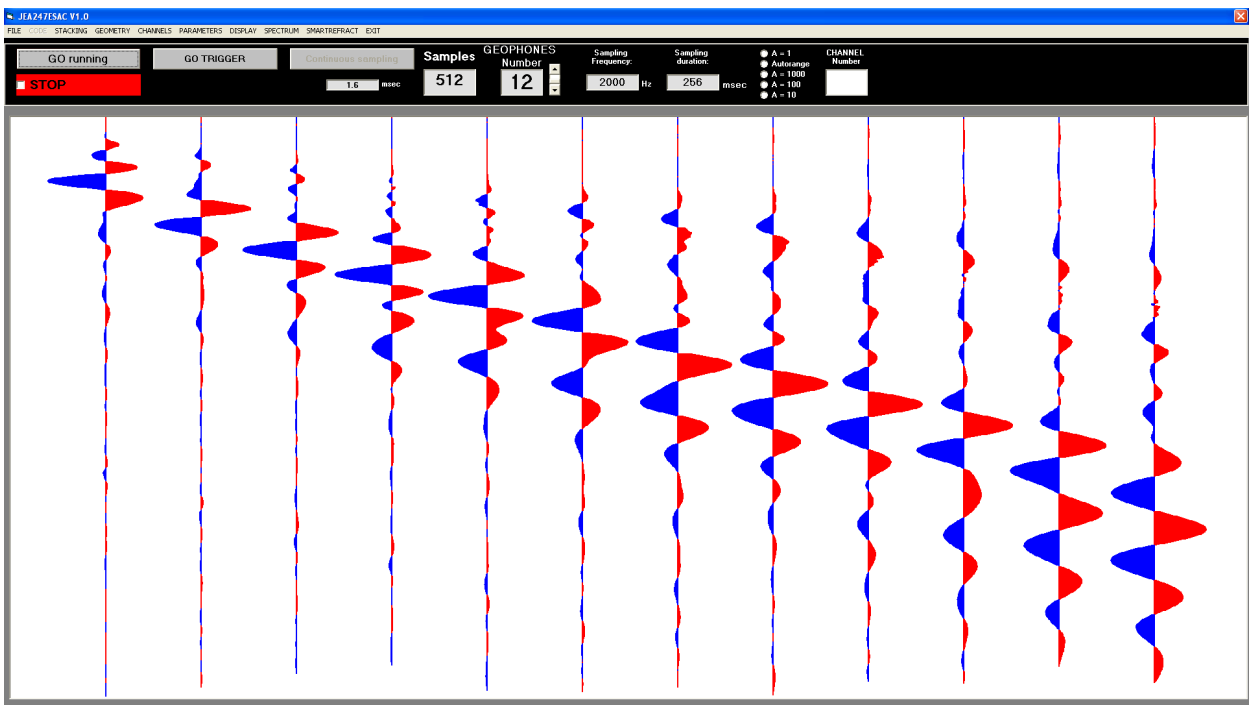 JEA247ESAC V1.0
FILE CODE STACKING GEOMETRY CHANNELS PARAMETERS DISPLAY SPECTRUM SMARTREFRACT EXIT
GO running
GO TRIGGER
Continuous sampling
STOP
1.6 msec
Samples
512
GEOPHONES
Number
12
Sampling
Frequency:
2000 Hz
Sampling
duration:
256 msec
A = 1
Autorange
A = 1000
A = 100
A = 10
CHANNEL
Number